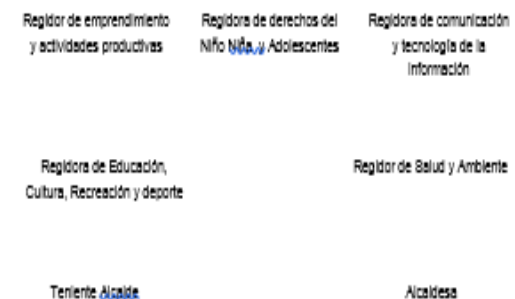 Regidor de emprendimiento
y actividades productivas
Regidora de derechos del
Niño Niña, y Adolescentes
Regidora de comunicación
y tecnología de la
Información
Regidora de Educación,
Cultura, Recreación y deporte
Regidor de Salud y Ambiente
Teniente Alcalde
Alcaldesa